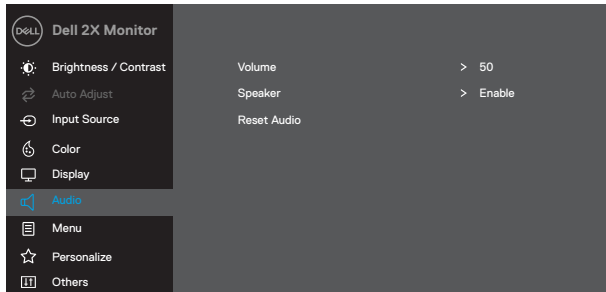 DELL Dell 2X Monitor
Brightness / Contrast
Auto Adjust
Input Source
Color
Display
Audio
Menu
Personalize
Others
Volume > 50
Speaker > Enable
Reset Audio